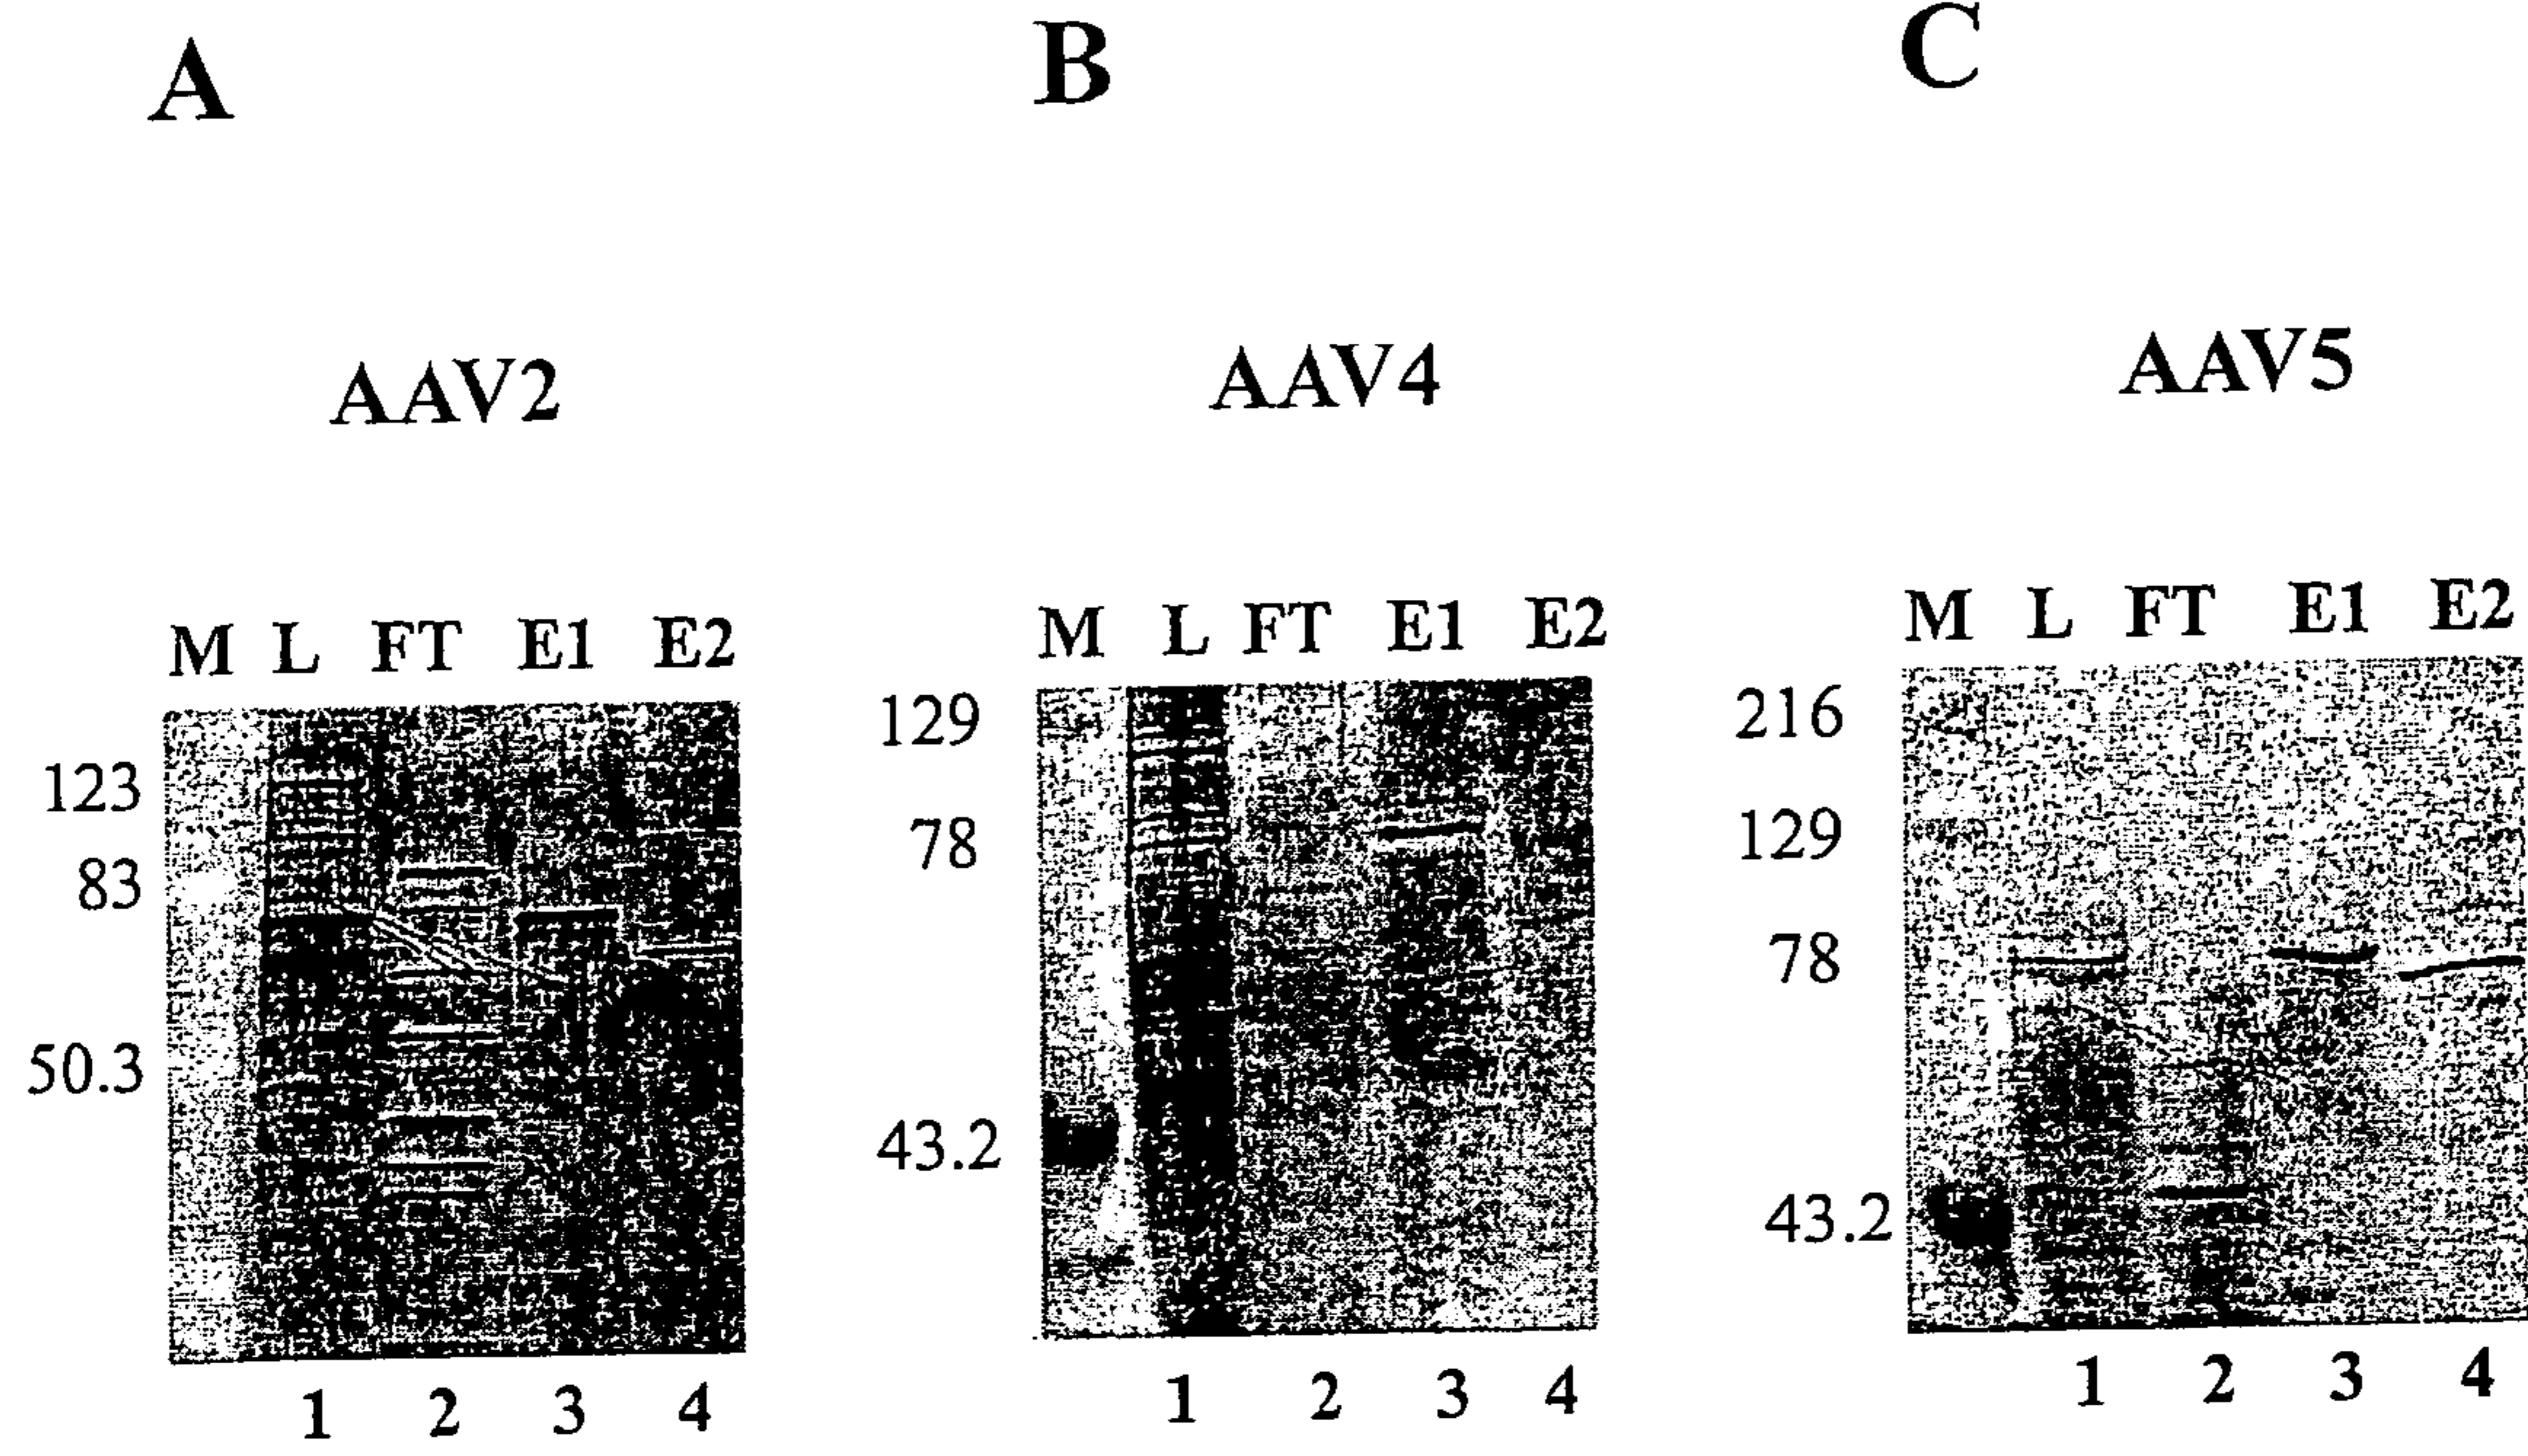 A B C
AAV2 AAV4 AAV5
M L FT E1 E2 M L FT E1 E2 M L FT E1 E2
123
83
50.3
129
78
43.2
216
129
78
43.2
1 2 3 4 1 2 3 4 1 2 3 4